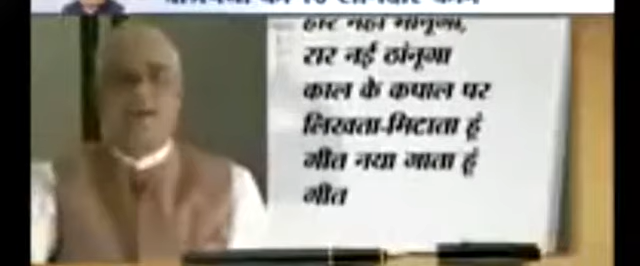 हार नहीं मानूंगा,
रार नई ठानूंगा
काल के कपाल पर
लिखता-मिटाता हूं
गीत नया गाता हूं
गीत